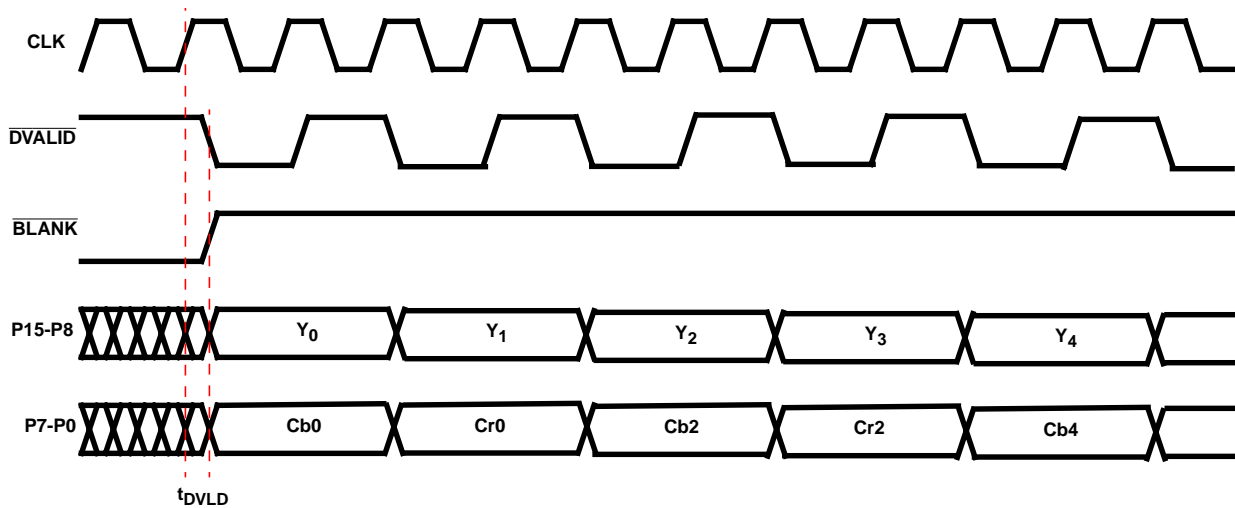 CLK
DVALID
BLANK
P15-P8 Y0 Y1 Y2 Y3 Y4
P7-P0 Cb0 Cr0 Cb2 Cr2 Cb4
tDVLD